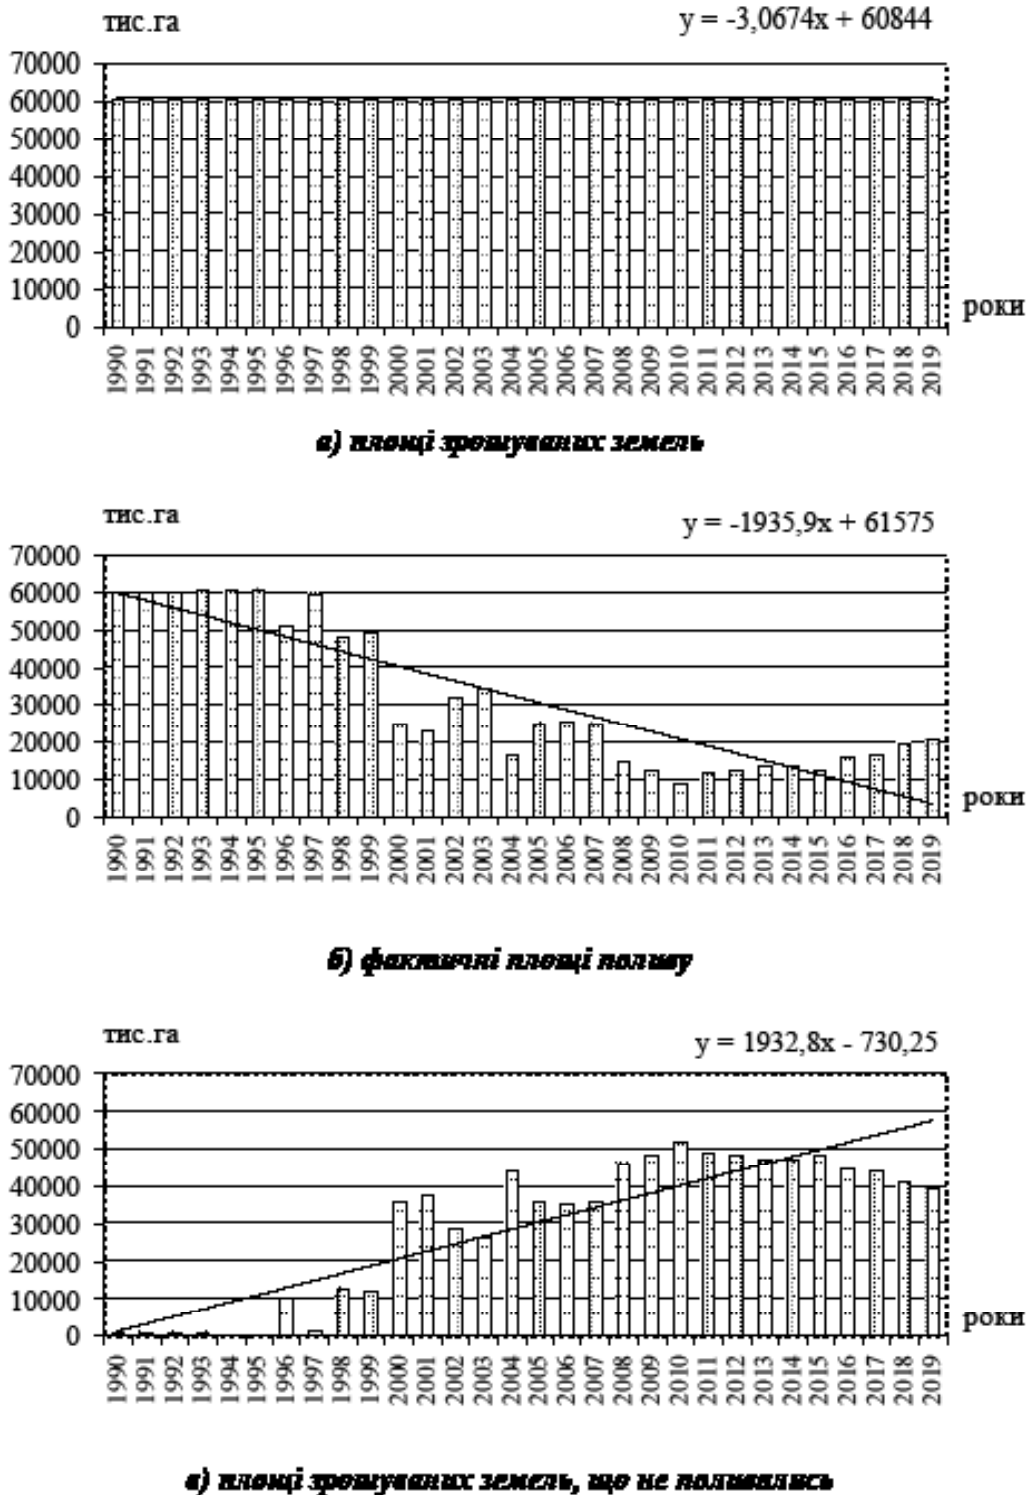 тис.га
y = -3,0674x + 60844
70000
60000
50000
40000
30000
20000
10000
0
роки
1990 1991 1992 1993 1994 1995 1996 1997 1998 1999 2000 2001 2002 2003 2004 2005 2006 2007 2008 2009 2010 2011 2012 2013 2014 2015 2016 2017 2018 2019
а) площі зрошуваних земель
тис.га
y = -1935,9x + 61575
70000
60000
50000
40000
30000
20000
10000
0
роки
1990 1991 1992 1993 1994 1995 1996 1997 1998 1999 2000 2001 2002 2003 2004 2005 2006 2007 2008 2009 2010 2011 2012 2013 2014 2015 2016 2017 2018 2019
б) фактичні площі поливу
тис.га
y = 1932,8x - 730,25
70000
60000
50000
40000
30000
20000
10000
0
роки
1990 1991 1992 1993 1994 1995 1996 1997 1998 1999 2000 2001 2002 2003 2004 2005 2006 2007 2008 2009 2010 2011 2012 2013 2014 2015 2016 2017 2018 2019
в) площі зрошуваних земель, що не поливались